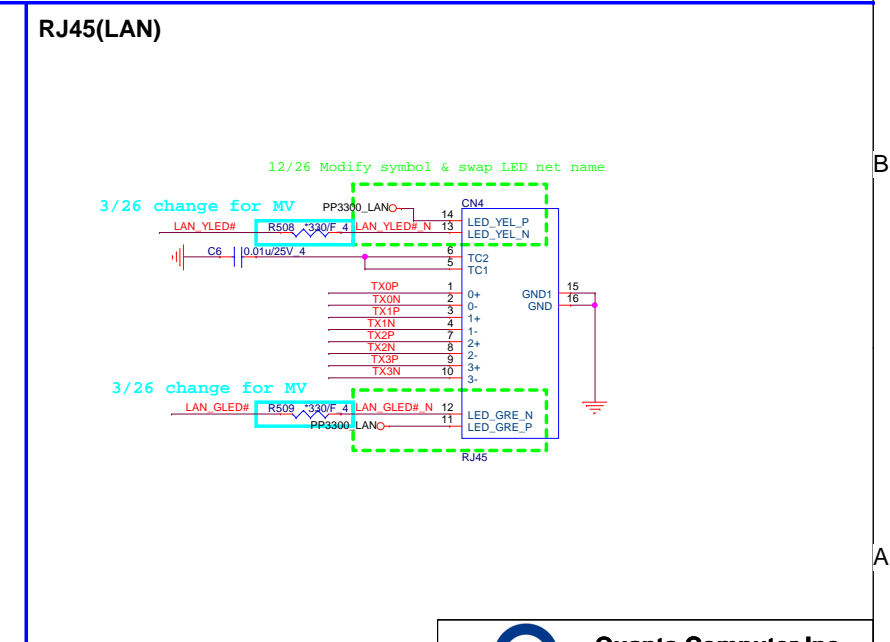 RJ45(LAN)
B
12/26 Modify symbol & swap LED net name
3/26 change for MV
PP3300_LAN
CN4
14 LED_YEL_P
LAN_YLED# R508 *330/F_4 LAN_YLED#_N 13 LED_YEL_N
C6 0.01u/25V_4 6 TC2
5 TC1
TX0P 1 0+ GND1 15
TX0N 2 0- GND 16
TX1P 3 1+
TX1N 4 1-
TX2P 7 2+
TX2N 8 2-
TX3P 9 3+
TX3N 10 3-
3/26 change for MV
LAN_GLED# R509 *330/F_4 LAN_GLED#_N 12 LED_GRE_N
PP3300_LAN 11 LED_GRE_P
RJ45
A
Quanta Computer Inc.